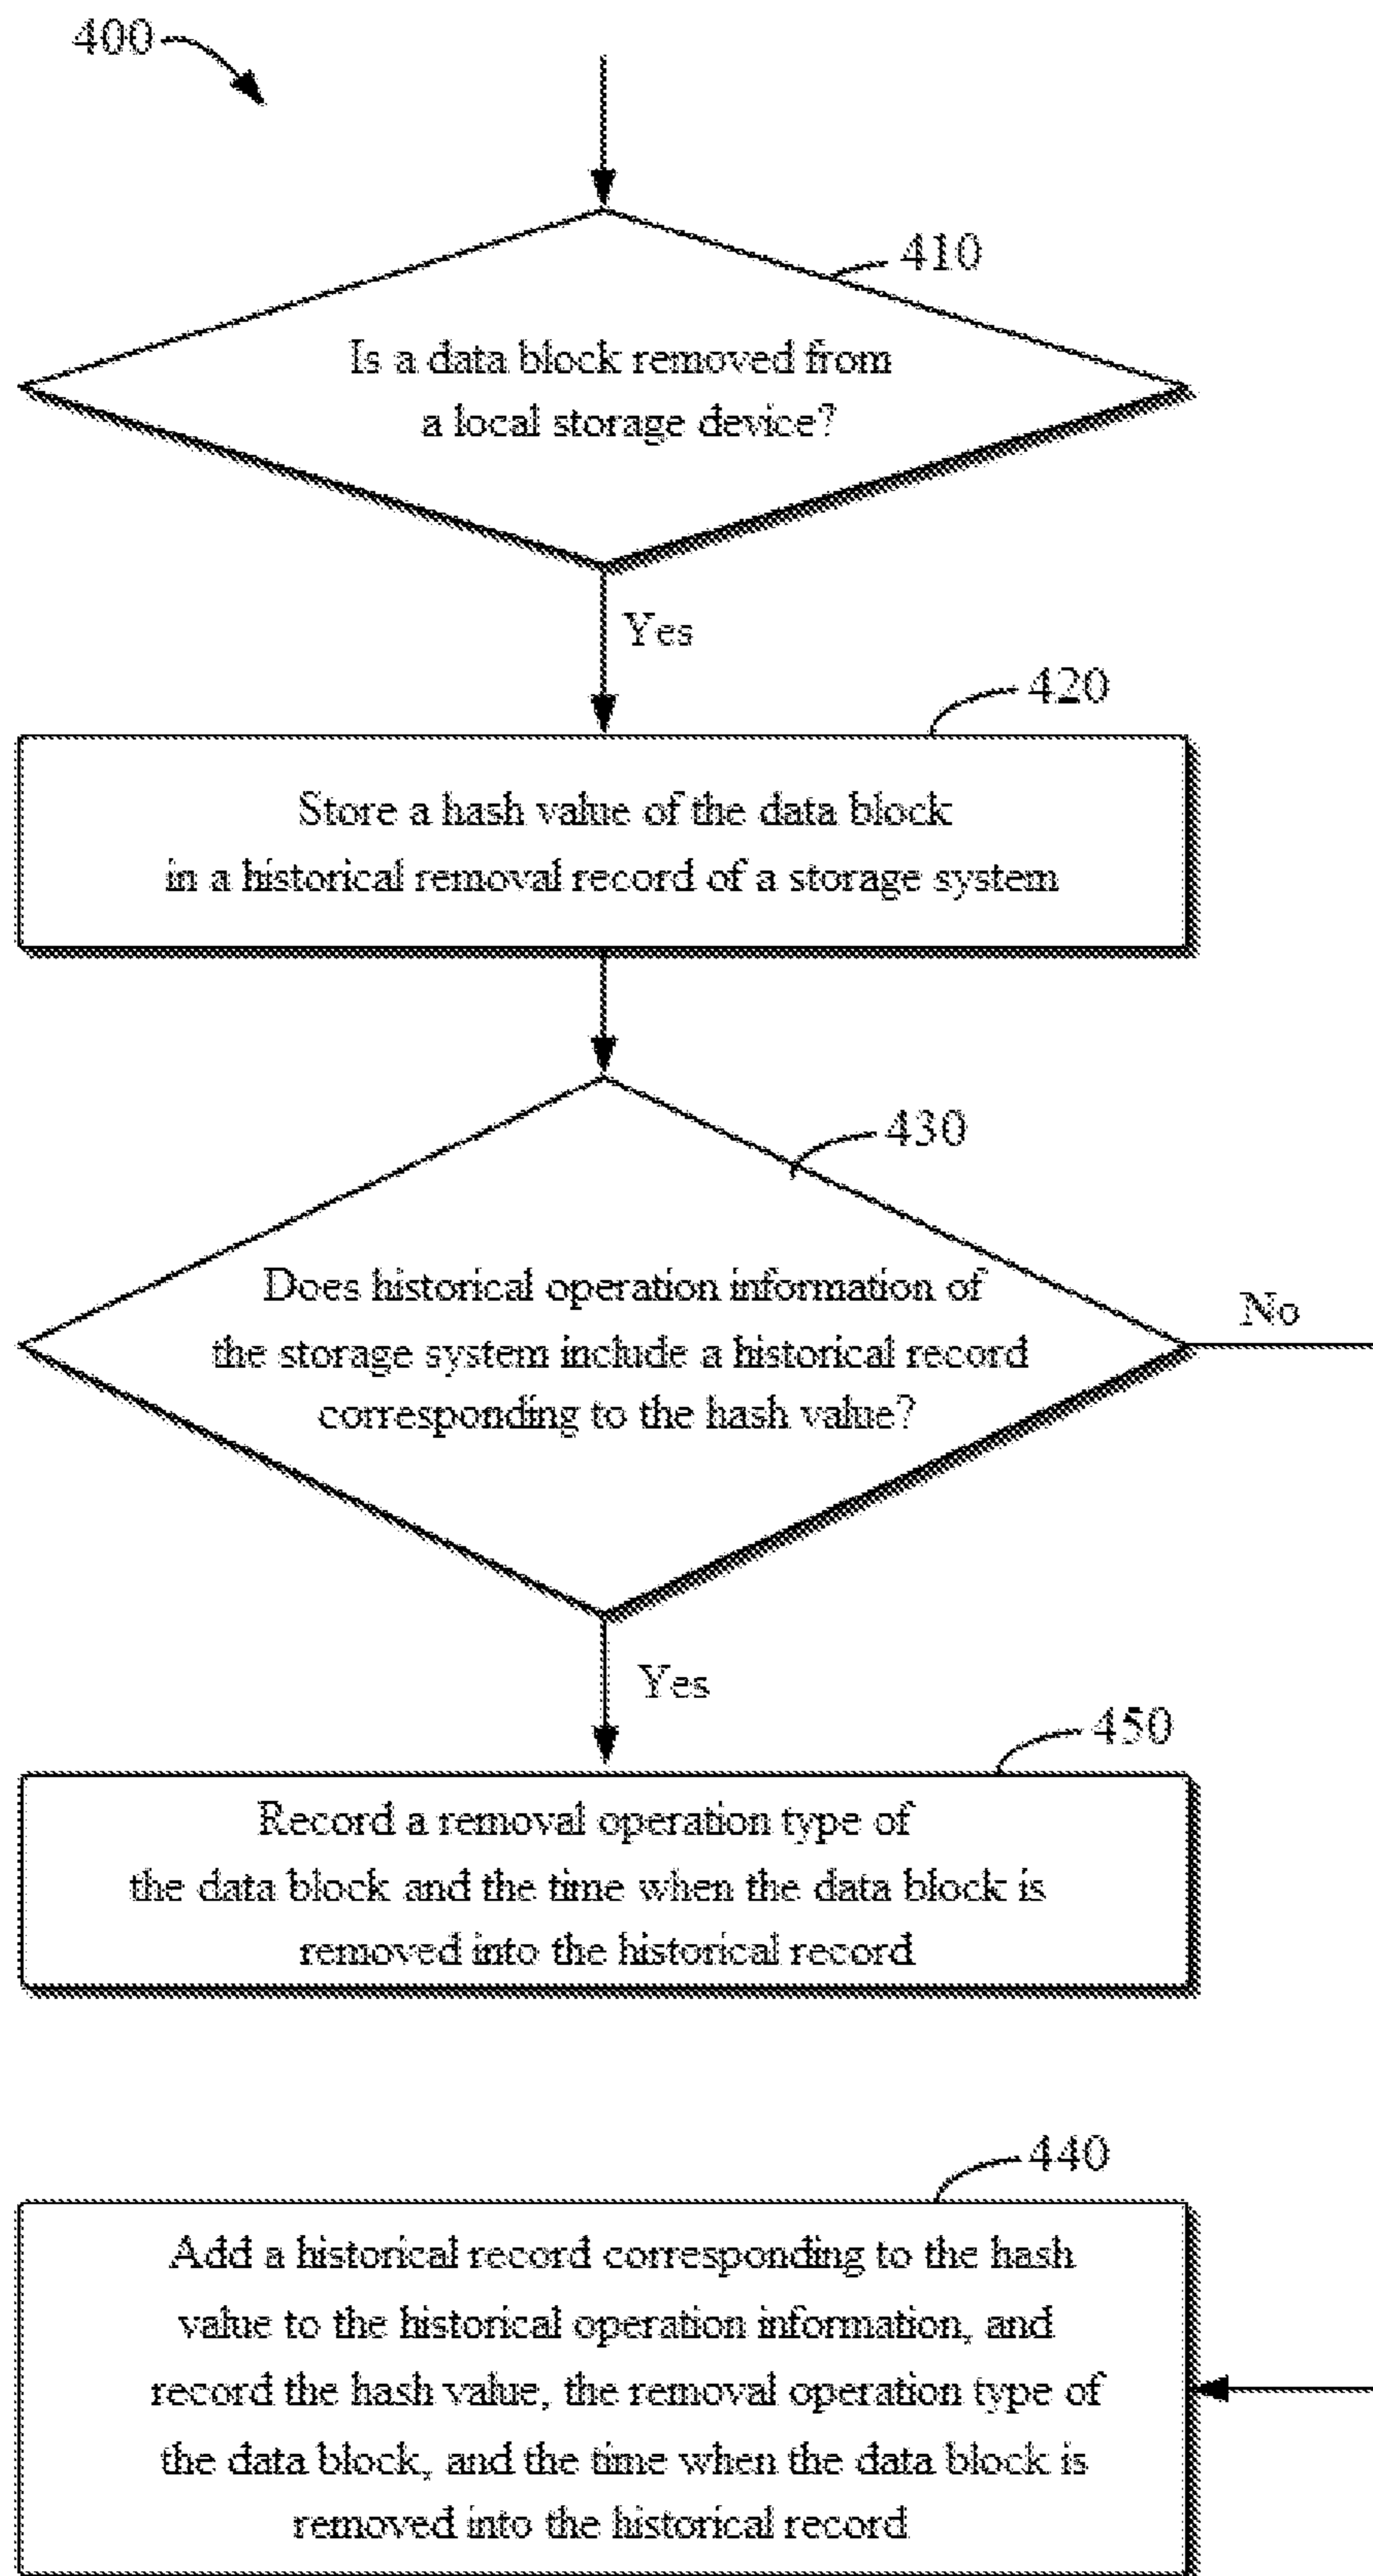 400
410
Is a data block removed from
a local storage device?
Yes
420
Store a hash value of the data block
in a historical removal record of a storage system
430
Does historical operation information of
the storage system include a historical record
corresponding to the hash value?
No
Yes
450
Record a removal operation type of
the data block and the time when the data block is
removed into the historical record
440
Add a historical record corresponding to the hash
value to the historical operation information, and
record the hash value, the removal operation type of
the data block, and the time when the data block is
removed into the historical record